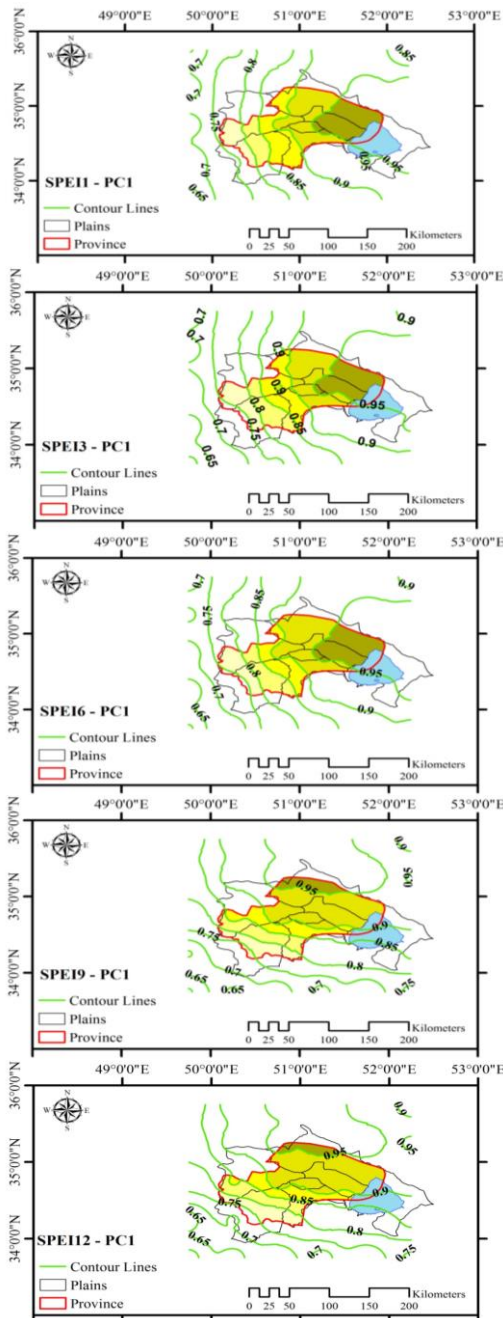 36°0'0"N
35°0'0"N
34°0'0"N
N
W E
S
0.7
0.8
0.85
0.7
0.75
0.7
0.95
0.95
0.65
0.85
0.9
SPEI1 - PC1
Contour Lines
Plains
Province
Kilometers
0 25 50 100 150 200
49°0'0"E 50°0'0"E 51°0'0"E 52°0'0"E 53°0'0"E
36°0'0"N
35°0'0"N
34°0'0"N
N
W E
S
0.7
0.7
0.9
0.9
0.9
0.8
0.95
0.7
0.75
0.85
0.65
0.9
SPEI3 - PC1
Contour Lines
Plains
Province
Kilometers
0 25 50 100 150 200
49°0'0"E 50°0'0"E 51°0'0"E 52°0'0"E 53°0'0"E
36°0'0"N
35°0'0"N
34°0'0"N
N
W E
S
0.7
0.9
0.75
0.85
0.8
0.95
0.7
0.65
0.9
SPEI6 - PC1
Contour Lines
Plains
Province
Kilometers
0 25 50 100 150 200
49°0'0"E 50°0'0"E 51°0'0"E 52°0'0"E 53°0'0"E
36°0'0"N
35°0'0"N
34°0'0"N
N
W E
S
0.9
0.95
0.95
0.9
0.75
0.85
0.8
0.65
0.7
0.65
0.7
0.75
SPEI9 - PC1
Contour Lines
Plains
Province
Kilometers
0 25 50 100 150 200
49°0'0"E 50°0'0"E 51°0'0"E 52°0'0"E 53°0'0"E
36°0'0"N
35°0'0"N
34°0'0"N
N
W E
S
0.9
0.95
0.95
0.9
0.75
0.85
0.65
0.8
0.65
0.7
0.7
0.75
SPEI12 - PC1
Contour Lines
Plains
Province
Kilometers
0 25 50 100 150 200